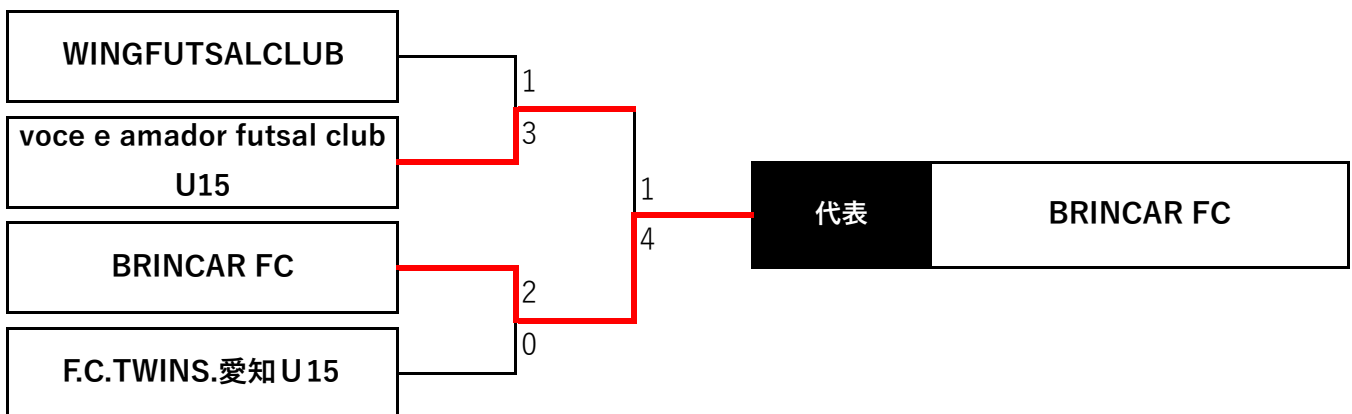 WINGFUTSALCLUB
1
voce e amador futsal club
U15
3
1
代表
BRINCAR FC
4
BRINCAR FC
2
0
F.C.TWINS.愛知Ｕ15